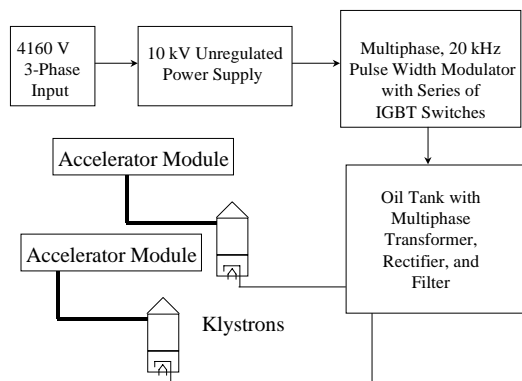 4160 V
3-Phase
Input
10 kV Unregulated
Power Supply
Multiphase, 20 kHz
Pulse Width Modulator
with Series of
IGBT Switches
Accelerator Module
Oil Tank with
Multiphase
Transformer,
Rectifier, and
Filter
Accelerator Module
Klystrons